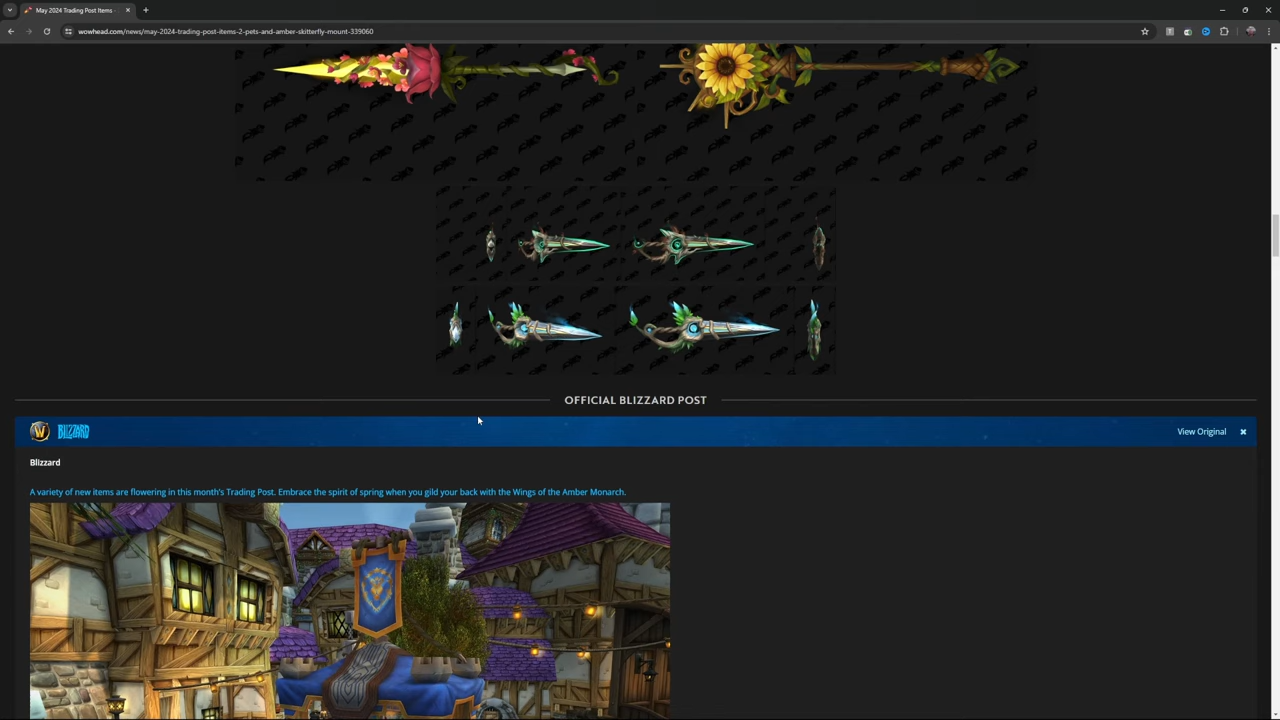 May 2024 Trading Post Items -
wowhead.com/news/may-2024-trading-post-items-2-pets-and-amber-skitterfly-mount-339060
OFFICIAL BLIZZARD POST
BLIZZARD
View Original
Blizzard
A variety of new items are flowering in this month's Trading Post. Embrace the spirit of spring when you gild your back with the Wings of the Amber Monarch.